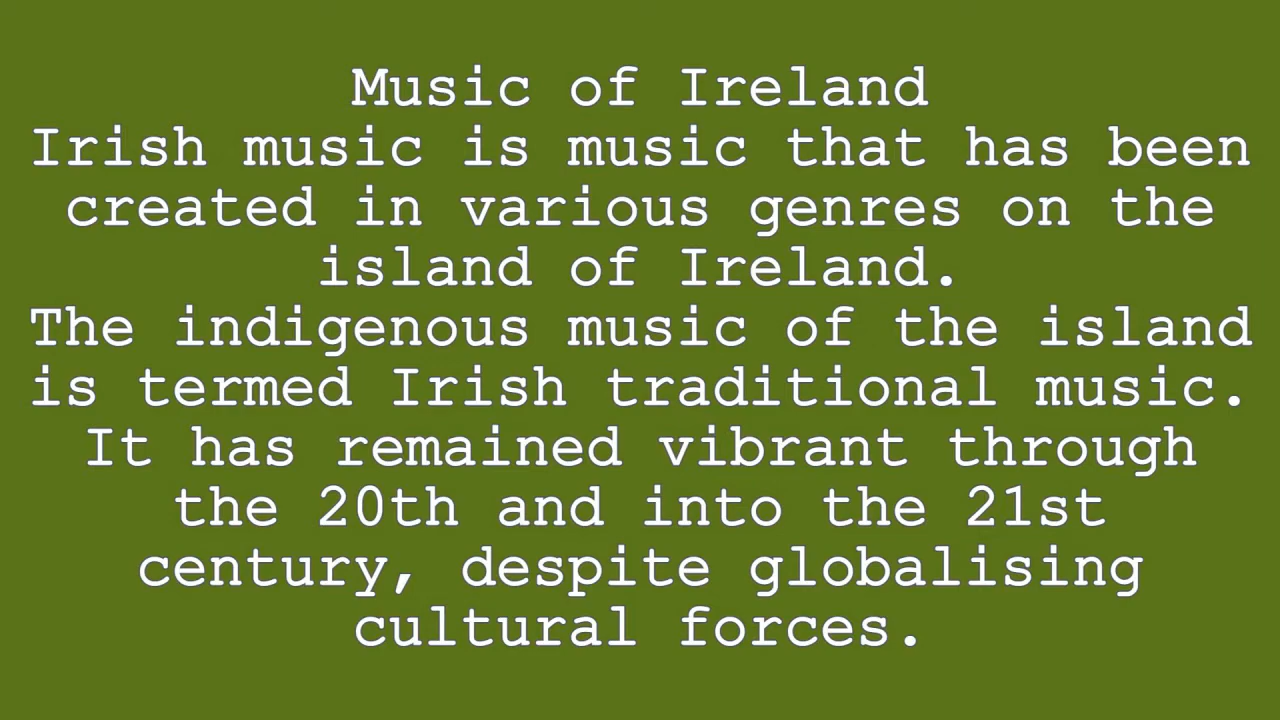 Music of Ireland
Irish music is music that has been
created in various genres on the
island of Ireland.
The indigenous music of the island
is termed Irish traditional music.
It has remained vibrant through
the 20th and into the 21st
century, despite globalising
cultural forces.